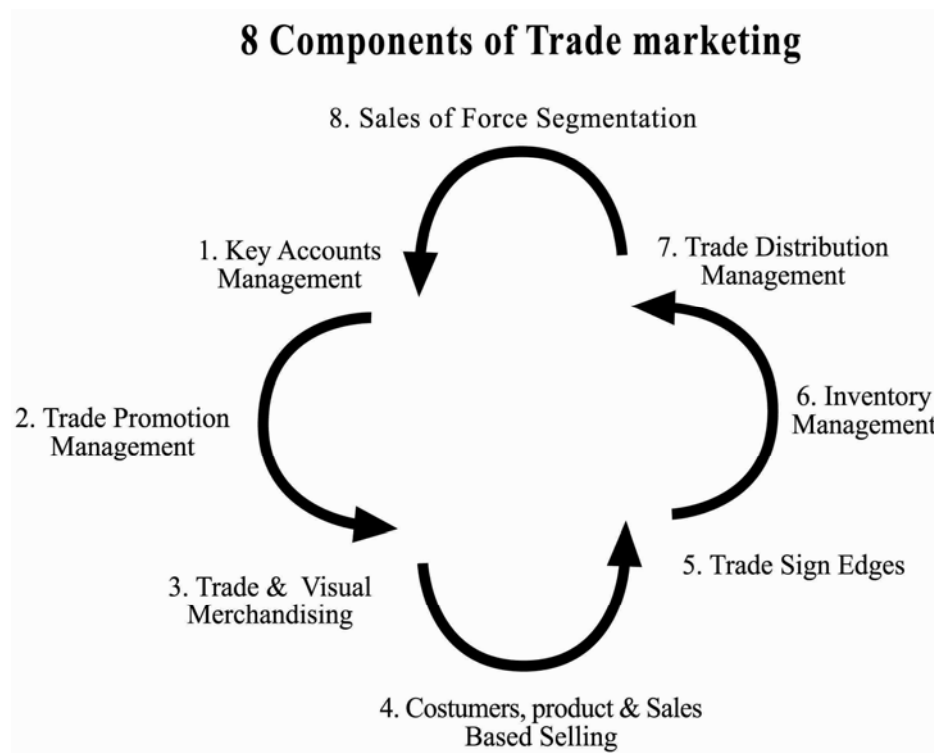 8 Components of Trade marketing
8. Sales of Force Segmentation
1. Key Accounts
Management
7. Trade Distribution
Management
2. Trade Promotion
Management
6. Inventory
Management
3. Trade & Visual
Merchandising
5. Trade Sign Edges
4. Costumers, product & Sales
Based Selling